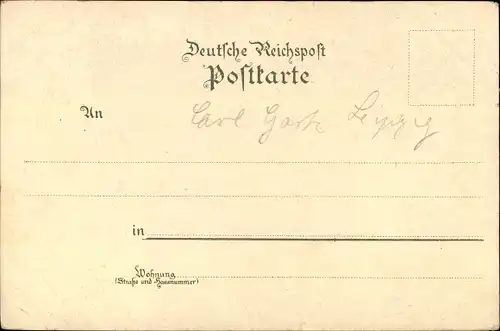 Deutsche Reichspost
Postkarte
An Carl Garte Leipzig
in
Wohnung
(Straße und Hausnummer)